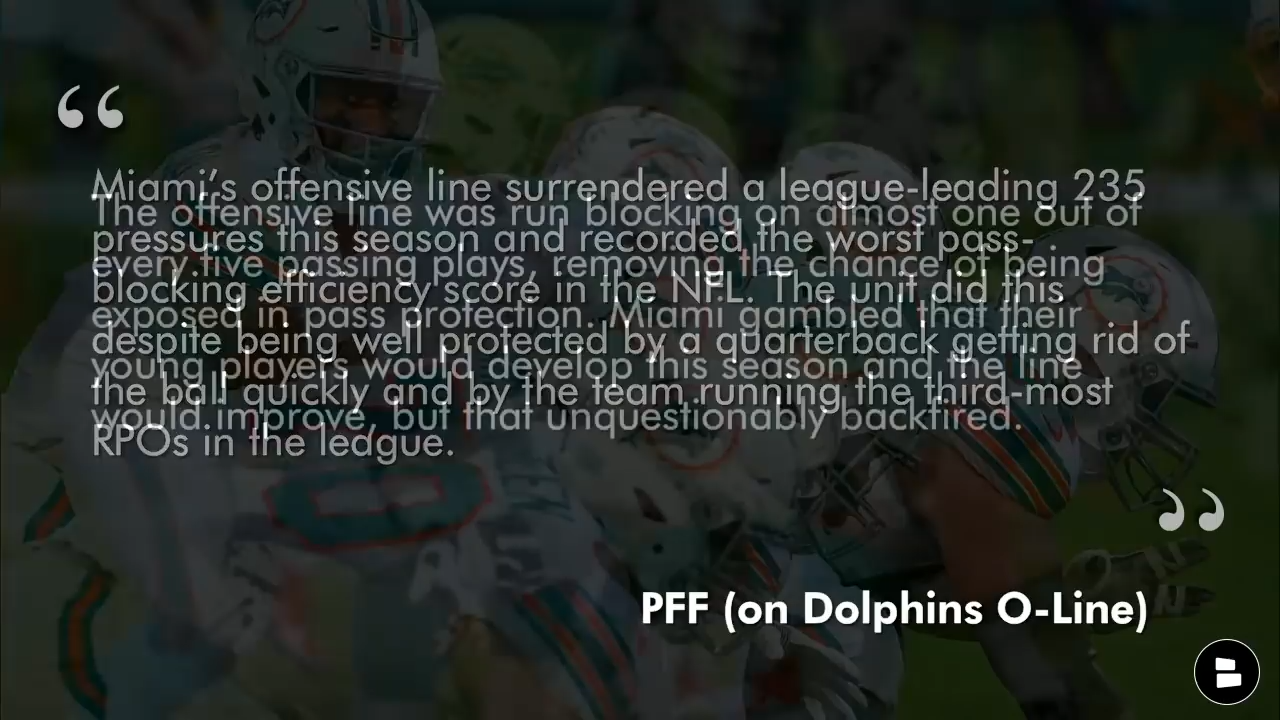 “
Miami’s offensive line surrendered a league-leading 235
pressures this season and recorded the worst pass-
blocking efficiency score in the NFL. The unit did this
despite being well protected by a quarterback getting rid of
the ball quickly and by the team running the third-most
RPOs in the league.
The offensive line was run blocking on almost one out of
every five passing plays, removing the chance of being
exposed in pass protection. Miami gambled that their
young players would develop this season and the line
would improve, but that unquestionably backfired.
”
PFF (on Dolphins O-Line)